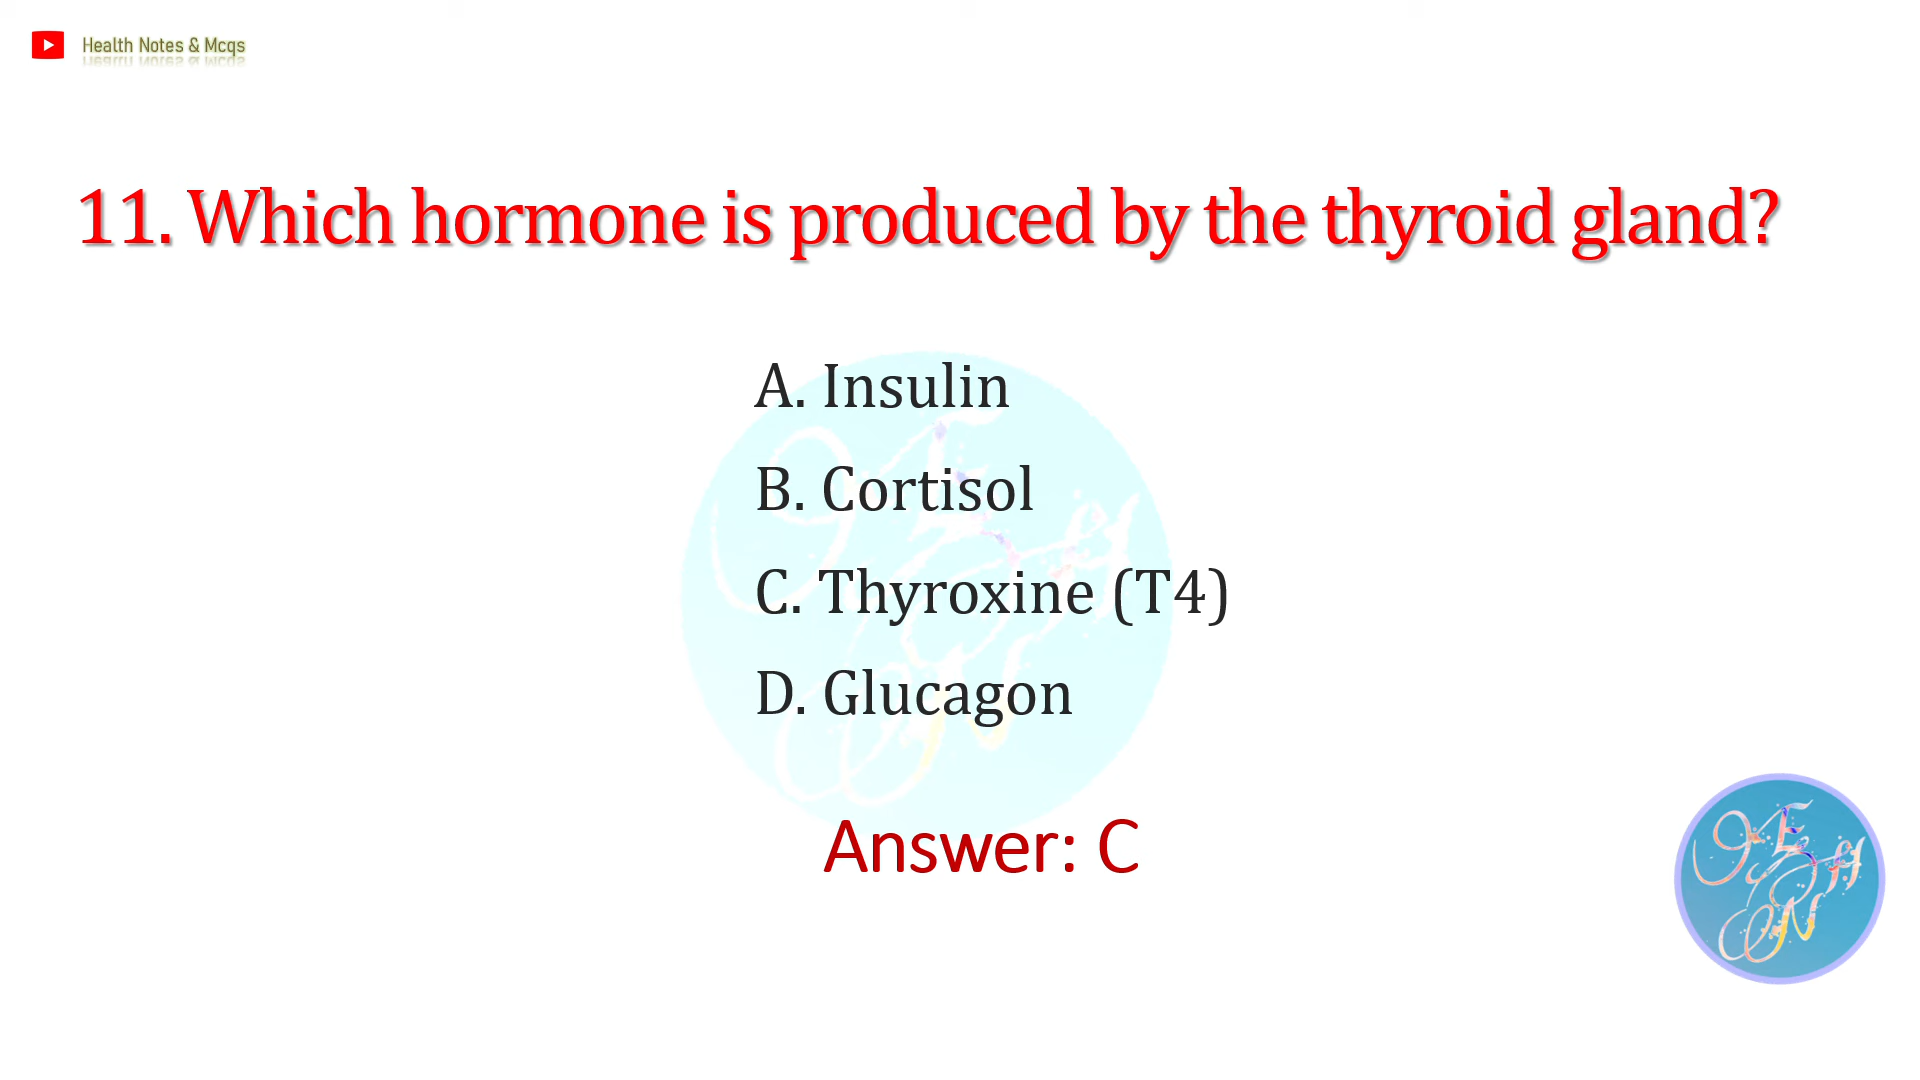 Health Notes & Mcqs
11. Which hormone is produced by the thyroid gland?
A. Insulin
B. Cortisol
C. Thyroxine (T4)
D. Glucagon
Answer: C